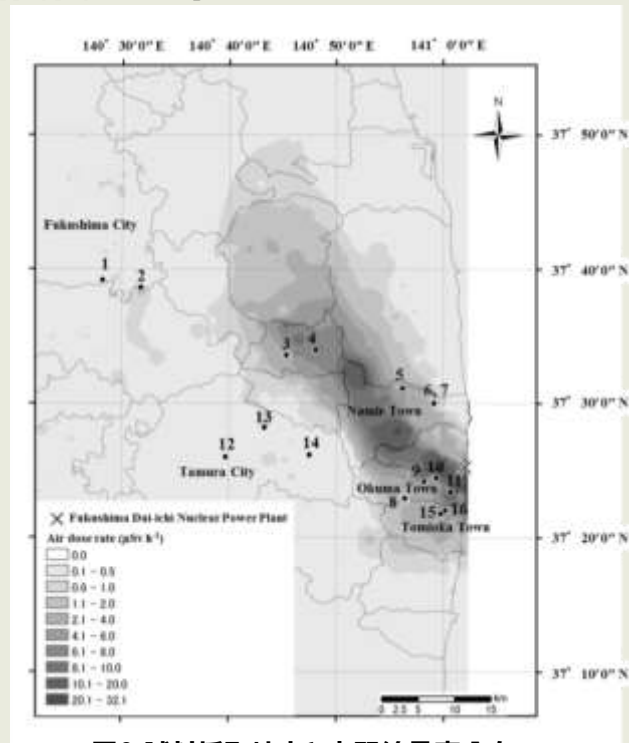 140° 30'0"E 140° 40'0"E 140° 50'0"E 141° 0'0"E
N
37° 50'0"N
Fukushima City
1
2
37° 40'0"N
3
4
5
6
7
37° 30'0"N
Namie Town
13
12
14
Tamura City
9
10
11
Okuma Town
8
15
16
Tomioka Town
Fukushima Dai-ichi Nuclear Power Plant
37° 20'0"N
Air dose rate (μSv h⁻¹)
0.0
0.1 - 0.5
0.6 - 1.0
1.1 - 2.0
2.1 - 4.0
4.1 - 6.0
6.1 - 8.0
8.1 - 10.0
10.1 - 20.0
20.1 - 32.1
37° 10'0"N
km
0 2.5 5 10 15